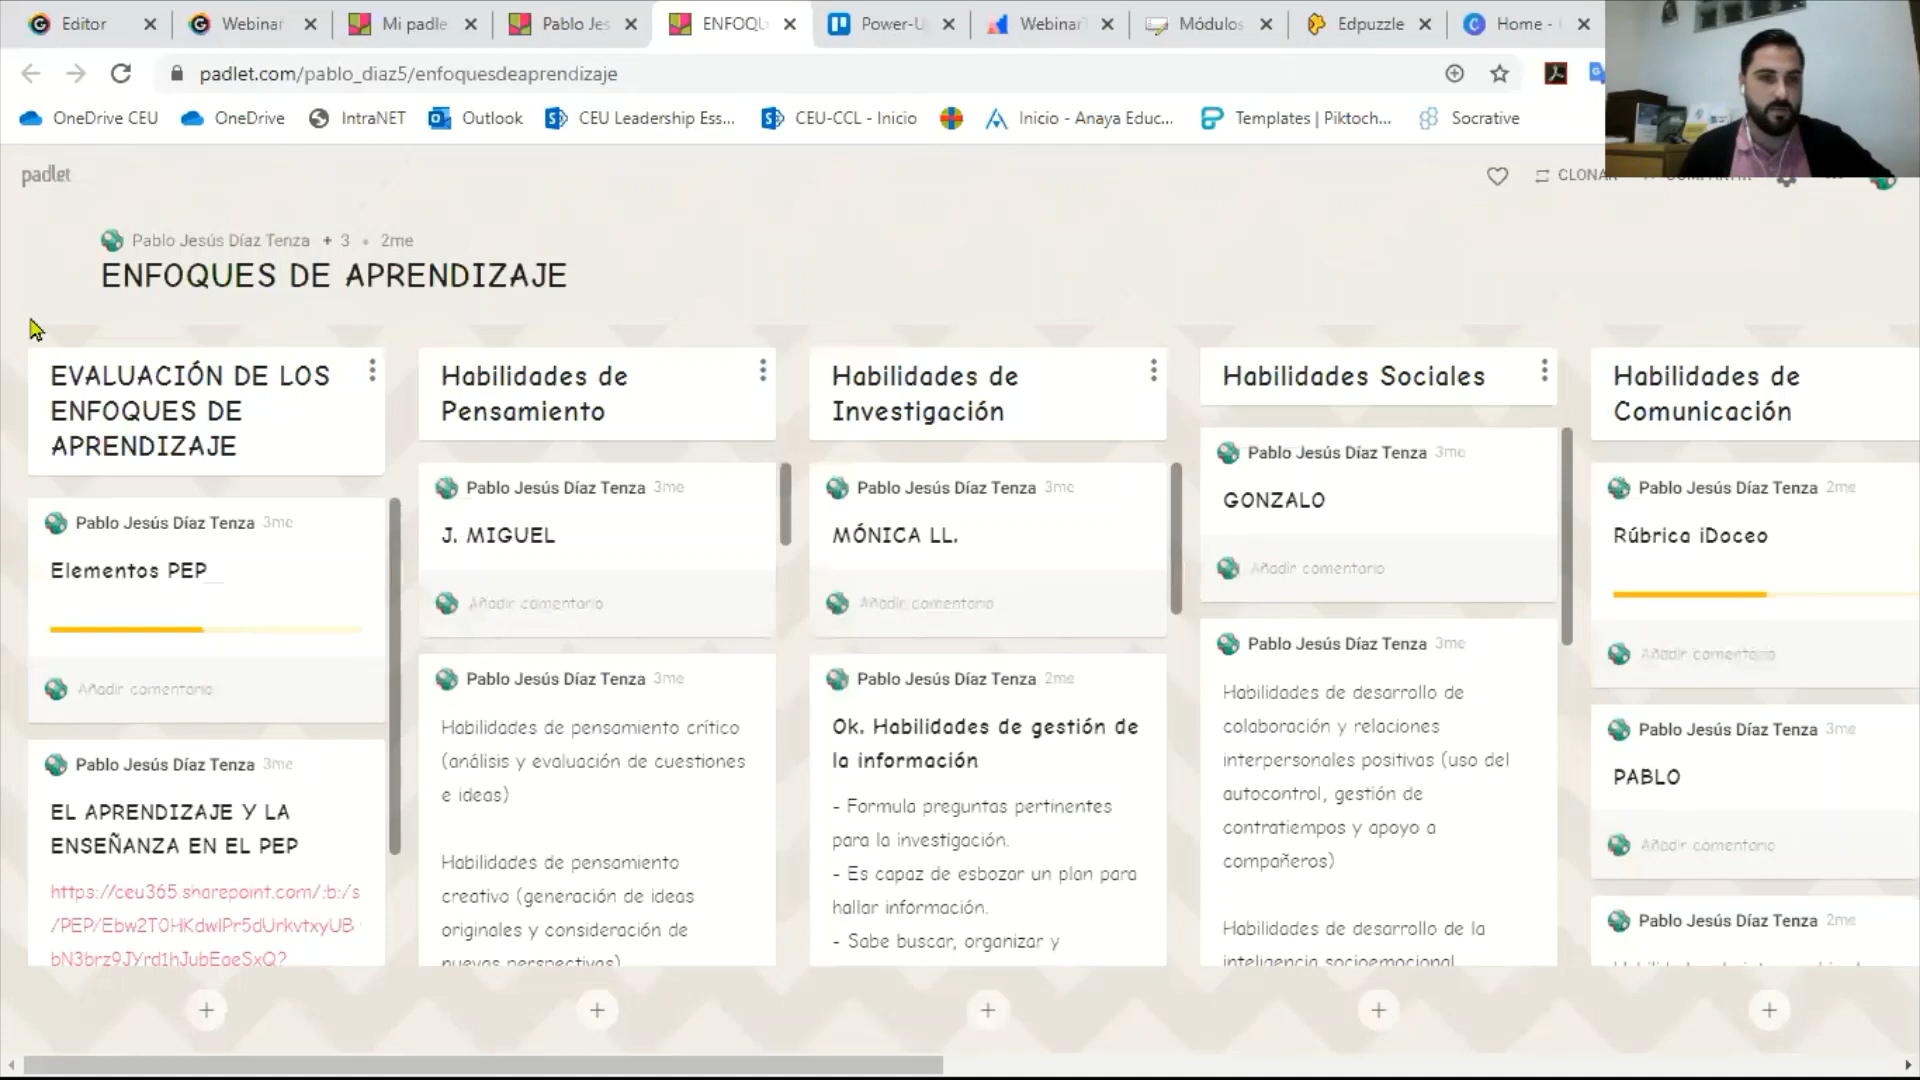 Editor
Webinar
Mi padle
Pablo Jes
ENFOQU
Power-U
Webinar
Módulos
Edpuzzle
Home -
padlet.com/pablo_diaz5/enfoquesdeaprendizaje
OneDrive CEU
OneDrive
IntraNET
Outlook
CEU Leadership Ess...
CEU-CCL - Inicio
Inicio - Anaya Educ...
Templates | Piktoch...
Socrative
padlet
CLONAR
Pablo Jesús Díaz Tenza + 3 • 2me
ENFOQUES DE APRENDIZAJE
EVALUACIÓN DE LOS
ENFOQUES DE
APRENDIZAJE
Pablo Jesús Díaz Tenza 3me
Elementos PEP
Añadir comentario
Pablo Jesús Díaz Tenza 3me
EL APRENDIZAJE Y LA
ENSEÑANZA EN EL PEP
https://ceu365.sharepoint.com/:b:/s
/PEP/Ebw2T0HKdwlPr5dUrkvtxyUB
bN3brz9JYrd1hJubEaeSxQ?
Habilidades de
Pensamiento
Pablo Jesús Díaz Tenza 3me
J. MIGUEL
Añadir comentario
Pablo Jesús Díaz Tenza 3me
Habilidades de pensamiento crítico
(análisis y evaluación de cuestiones
e ideas)
Habilidades de pensamiento
creativo (generación de ideas
originales y consideración de
nuevas perspectivas)
Habilidades de
Investigación
Pablo Jesús Díaz Tenza 3me
MÓNICA LL.
Añadir comentario
Pablo Jesús Díaz Tenza 2me
Ok. Habilidades de gestión de
la información
- Formula preguntas pertinentes
para la investigación.
- Es capaz de esbozar un plan para
hallar información.
- Sabe buscar, organizar y
Habilidades Sociales
Pablo Jesús Díaz Tenza 3me
GONZALO
Añadir comentario
Pablo Jesús Díaz Tenza 3me
Habilidades de desarrollo de
colaboración y relaciones
interpersonales positivas (uso del
autocontrol, gestión de
contratiempos y apoyo a
compañeros)
Habilidades de desarrollo de la
inteligencia socioemocional
Habilidades de
Comunicación
Pablo Jesús Díaz Tenza 2me
Rúbrica iDoceo
Añadir comentario
Pablo Jesús Díaz Tenza 3me
PABLO
Añadir comentario
Pablo Jesús Díaz Tenza 2me